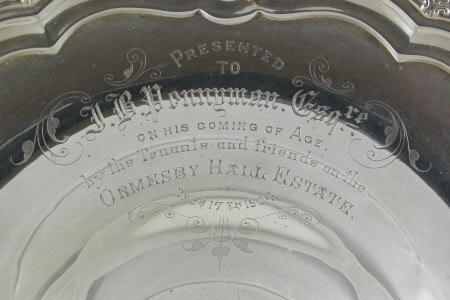 PRESENTED
TO
J.B. Pennyman Esq.re
ON HIS COMING OF AGE.
by the Tenants and friends on the
ORMESBY HALL ESTATE.